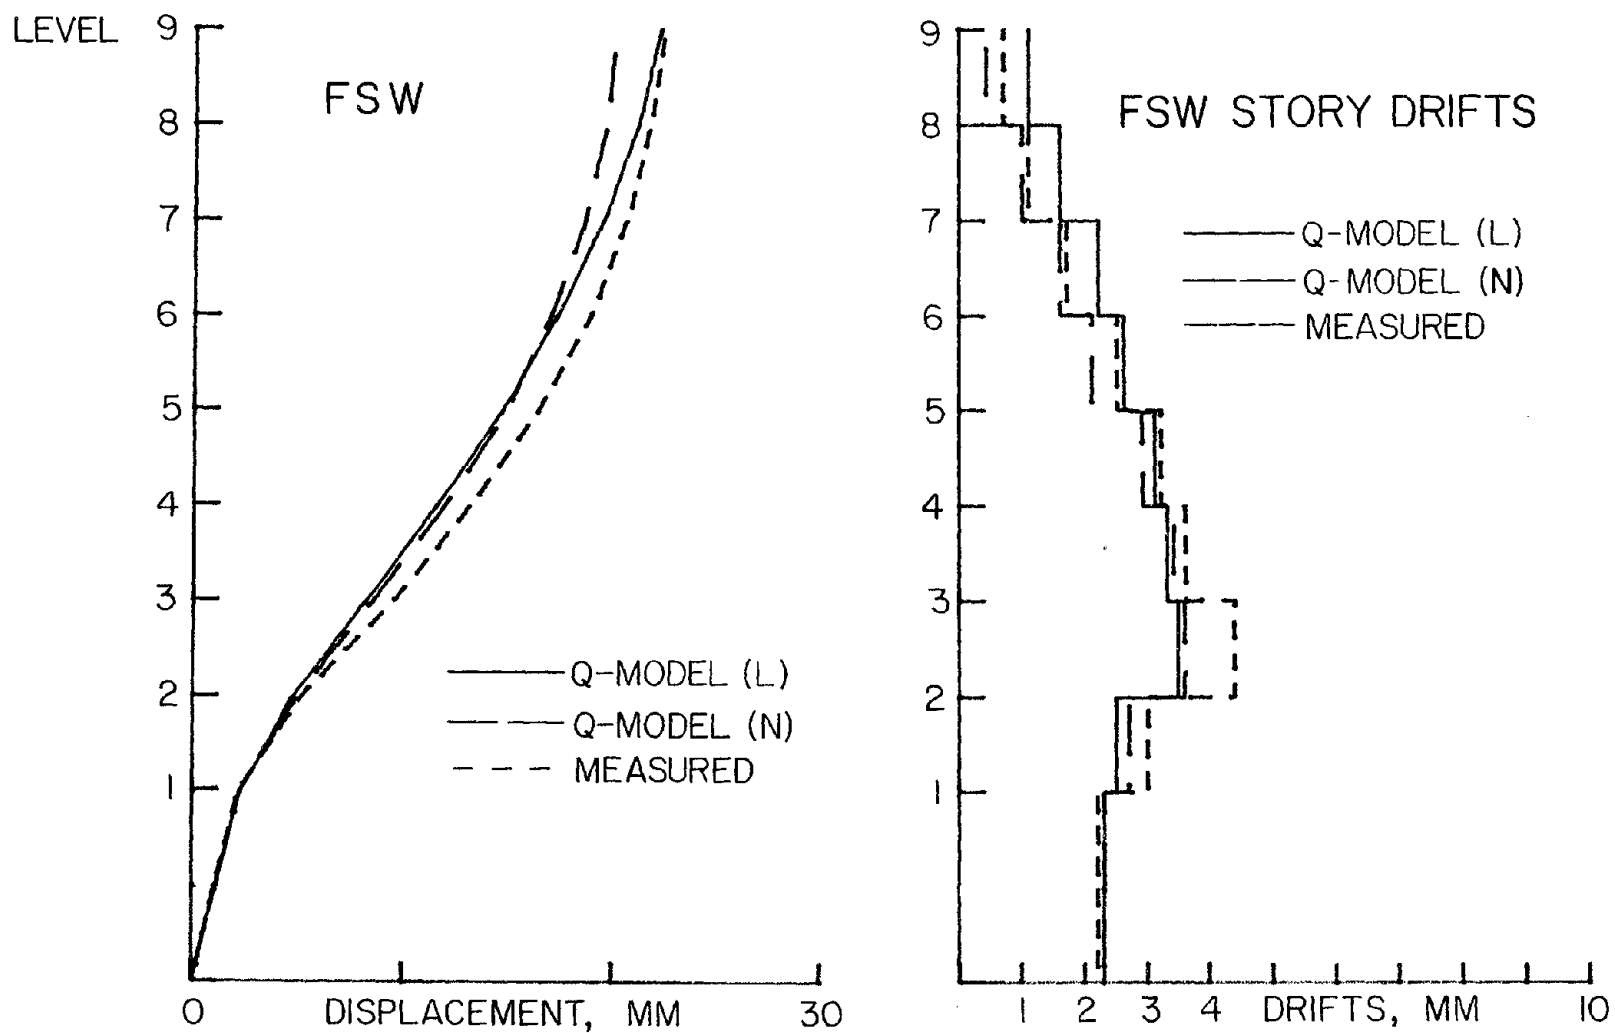 LEVEL
9
8
7
6
5
4
3
2
1
FSW
Q-MODEL (L)
Q-MODEL (N)
MEASURED
0
DISPLACEMENT, MM
30
9
8
7
6
5
4
3
2
1
FSW STORY DRIFTS
Q-MODEL (L)
Q-MODEL (N)
MEASURED
1 2 3 4 DRIFTS, MM 10